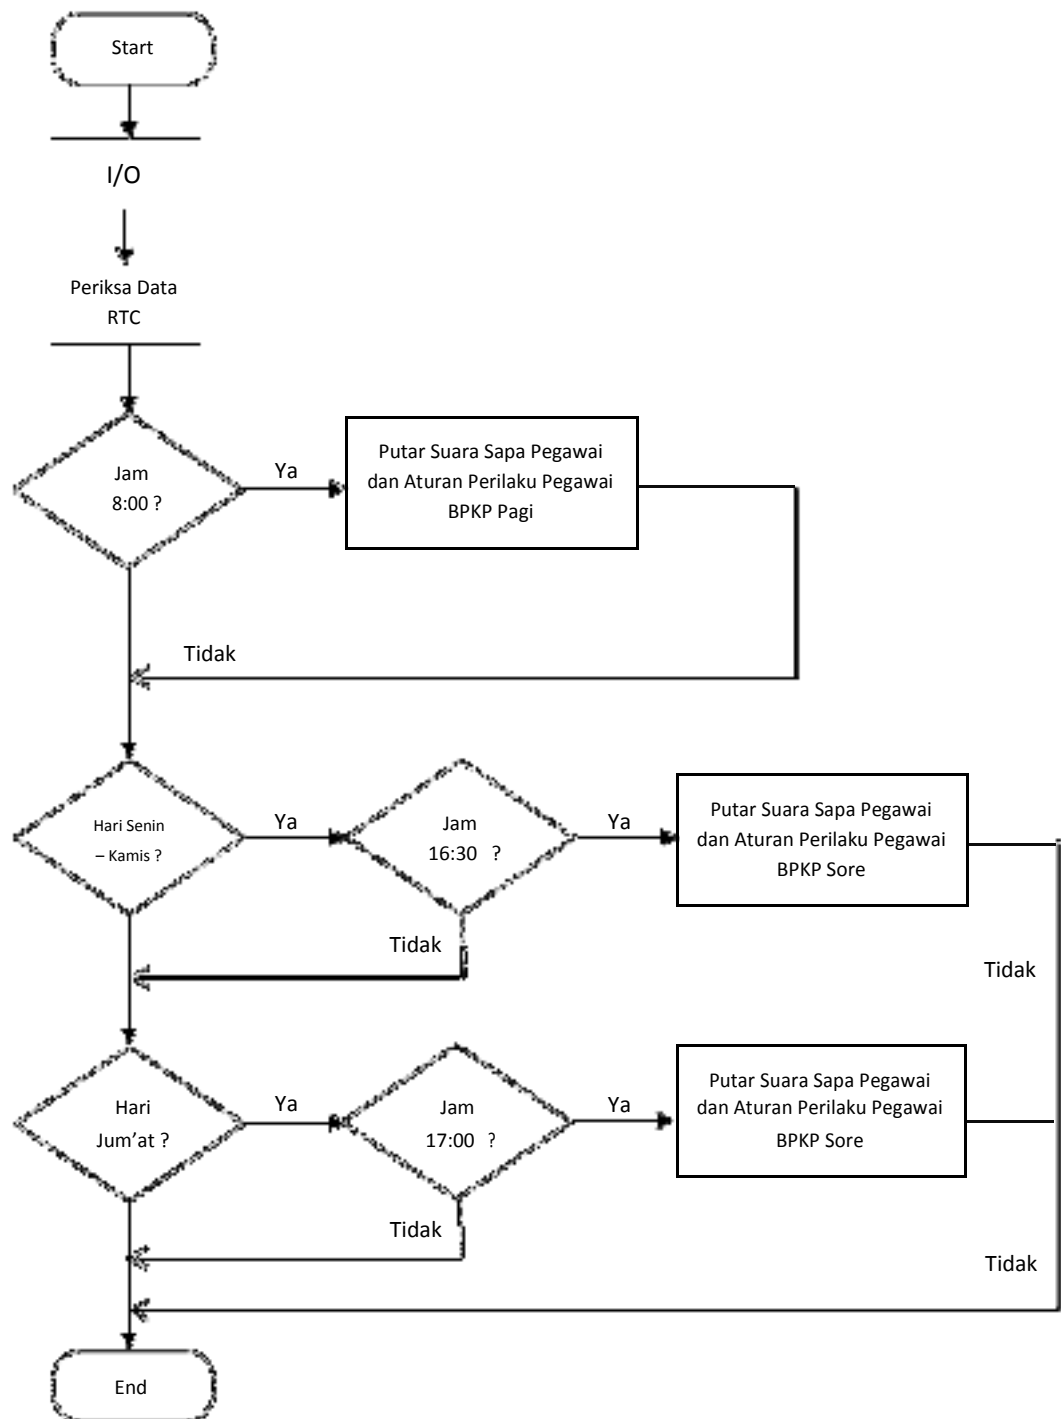 Start
I/O
Periksa Data
RTC
Jam
8:00 ?
Ya
Putar Suara Sapa Pegawai
dan Aturan Perilaku Pegawai
BPKP Pagi
Tidak
Hari Senin
– Kamis ?
Ya
Jam
16:30 ?
Ya
Putar Suara Sapa Pegawai
dan Aturan Perilaku Pegawai
BPKP Sore
Tidak
Tidak
Hari
Jum’at ?
Ya
Jam
17:00 ?
Ya
Putar Suara Sapa Pegawai
dan Aturan Perilaku Pegawai
BPKP Sore
Tidak
Tidak
End